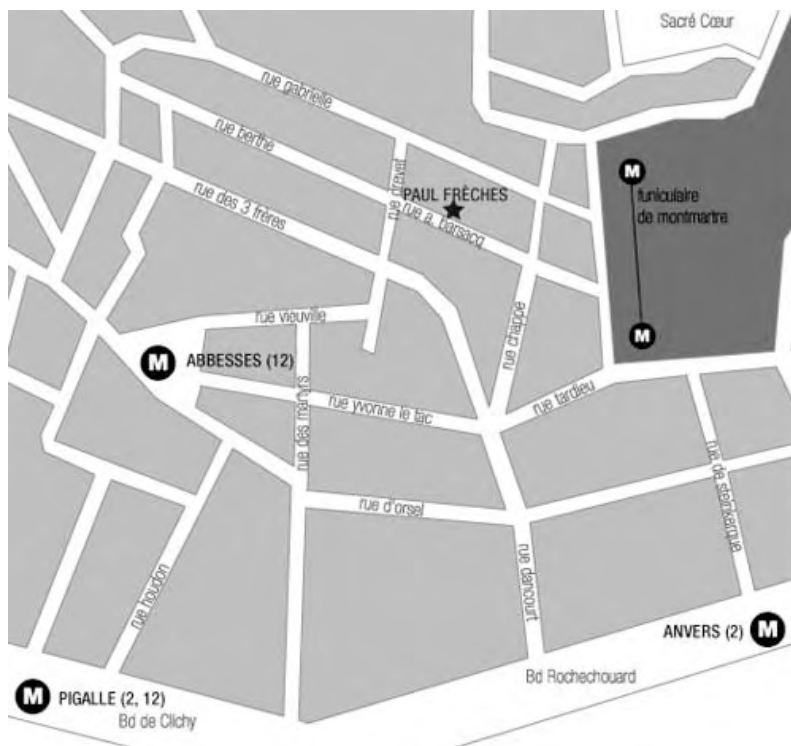 Sacré Cœur
rue gabrielle
rue berthe
rue drevet
M
PAUL FRÈCHES
rue des 3 frères
funiculaire
de montmartre
rue a. barsacq
rue vieuville
M
rue chappe
M
ABBESSES (12)
rue des martyrs
rue yvonne le tac
rue tardieu
rue de steinkerque
rue d'orsel
rue houdon
rue dancourt
ANVERS (2)
M
Bd Rochechouard
M
PIGALLE (2, 12)
Bd de Clichy